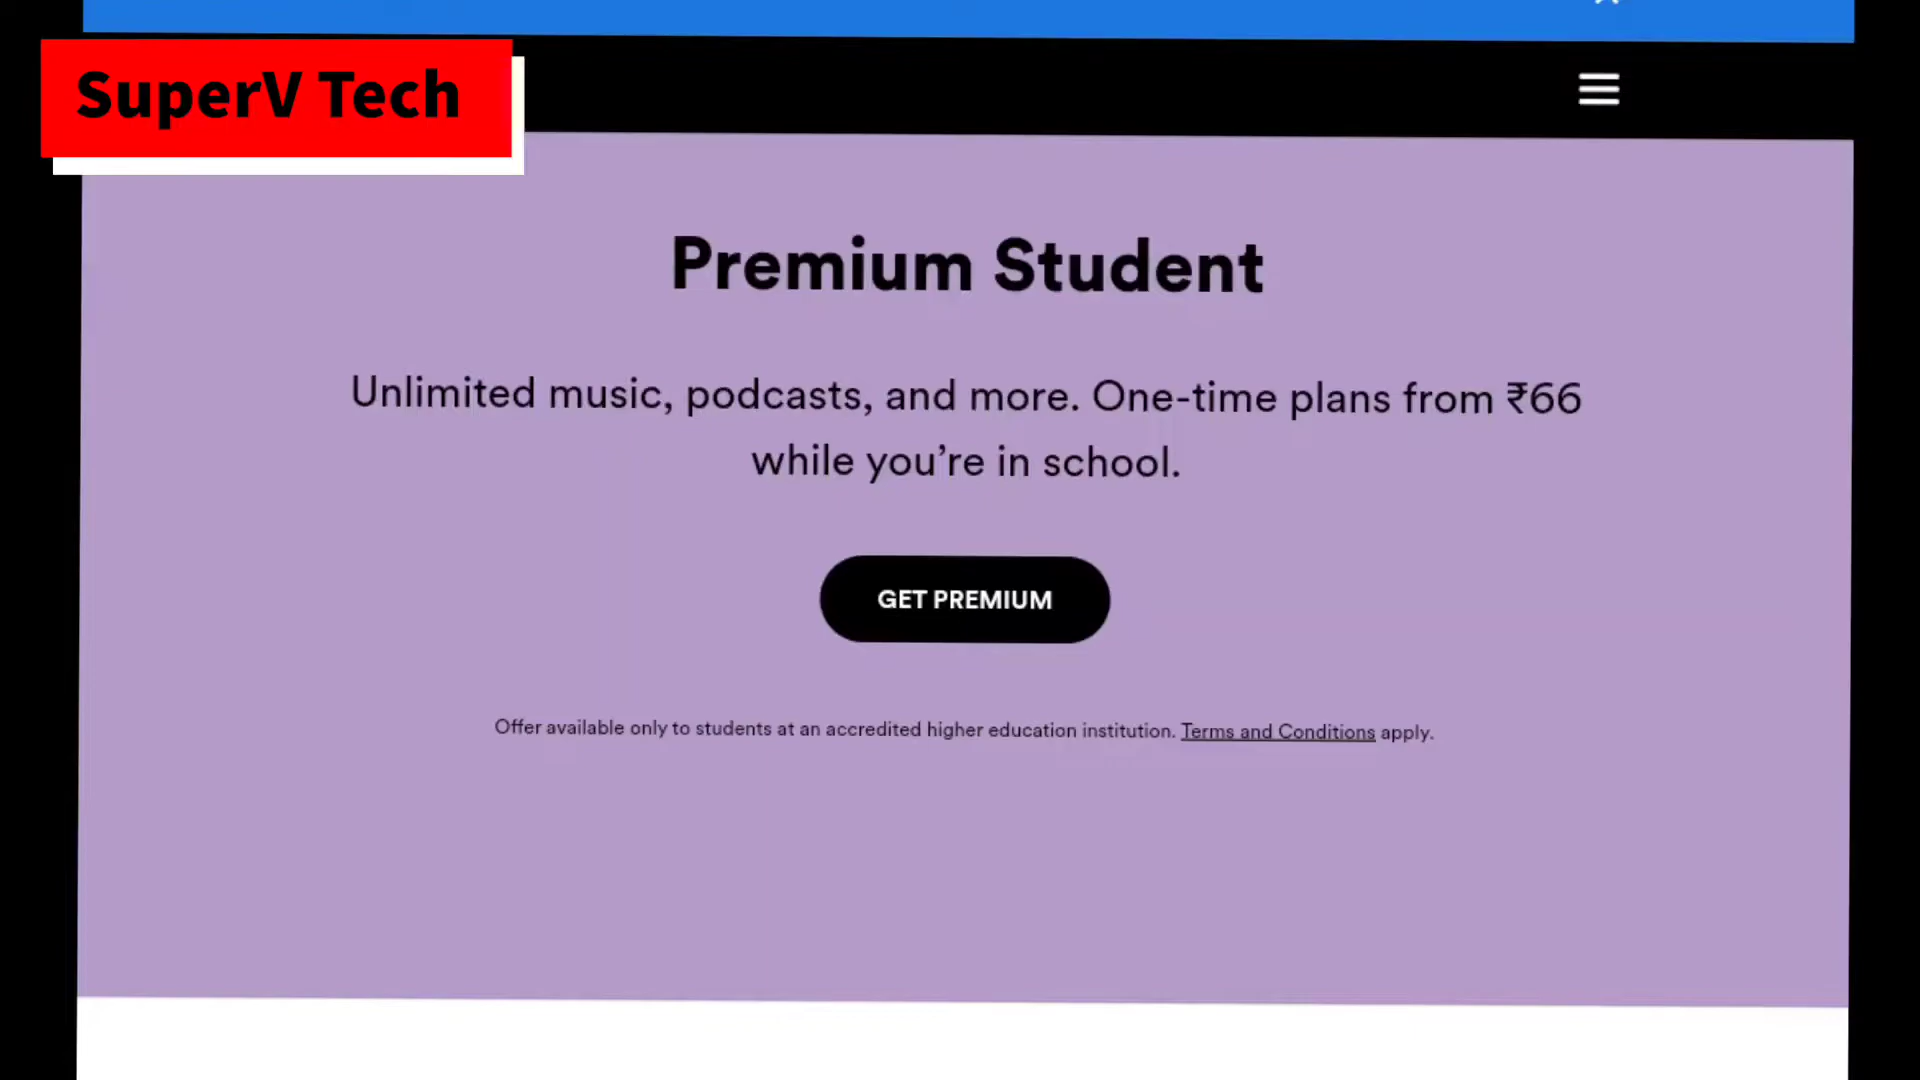 SuperV Tech
Premium Student
Unlimited music, podcasts, and more. One-time plans from ₹66
while you’re in school.
GET PREMIUM
Offer available only to students at an accredited higher education institution. Terms and Conditions apply.